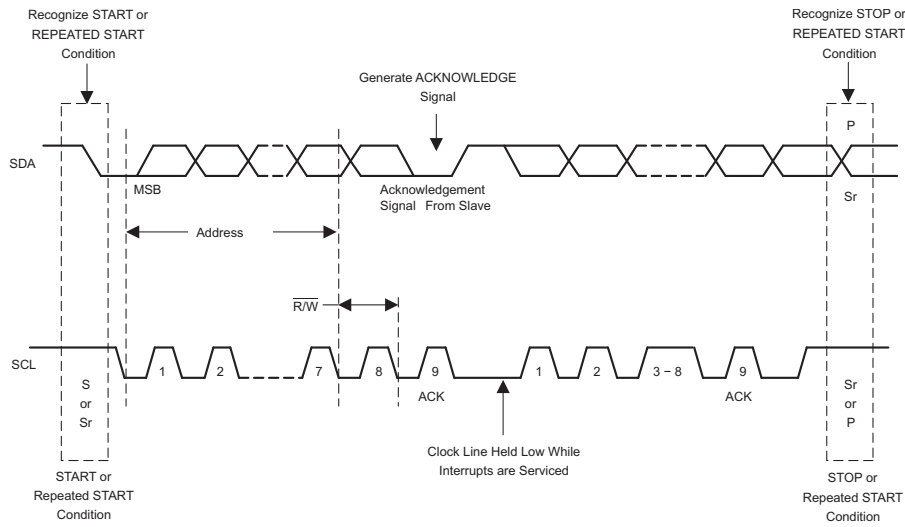 Recognize START or
REPEATED START
Condition
Recognize STOP or
REPEATED START
Condition
Generate ACKNOWLEDGE
Signal
P
SDA
MSB
Acknowledgement
Signal From Slave
Sr
Address
R/W
SCL
1
2
7
8
9
1
2
3 – 8
9
ACK
ACK
S
or
Sr
Sr
or
P
Clock Line Held Low While
Interrupts are Serviced
START or
Repeated START
Condition
STOP or
Repeated START
Condition